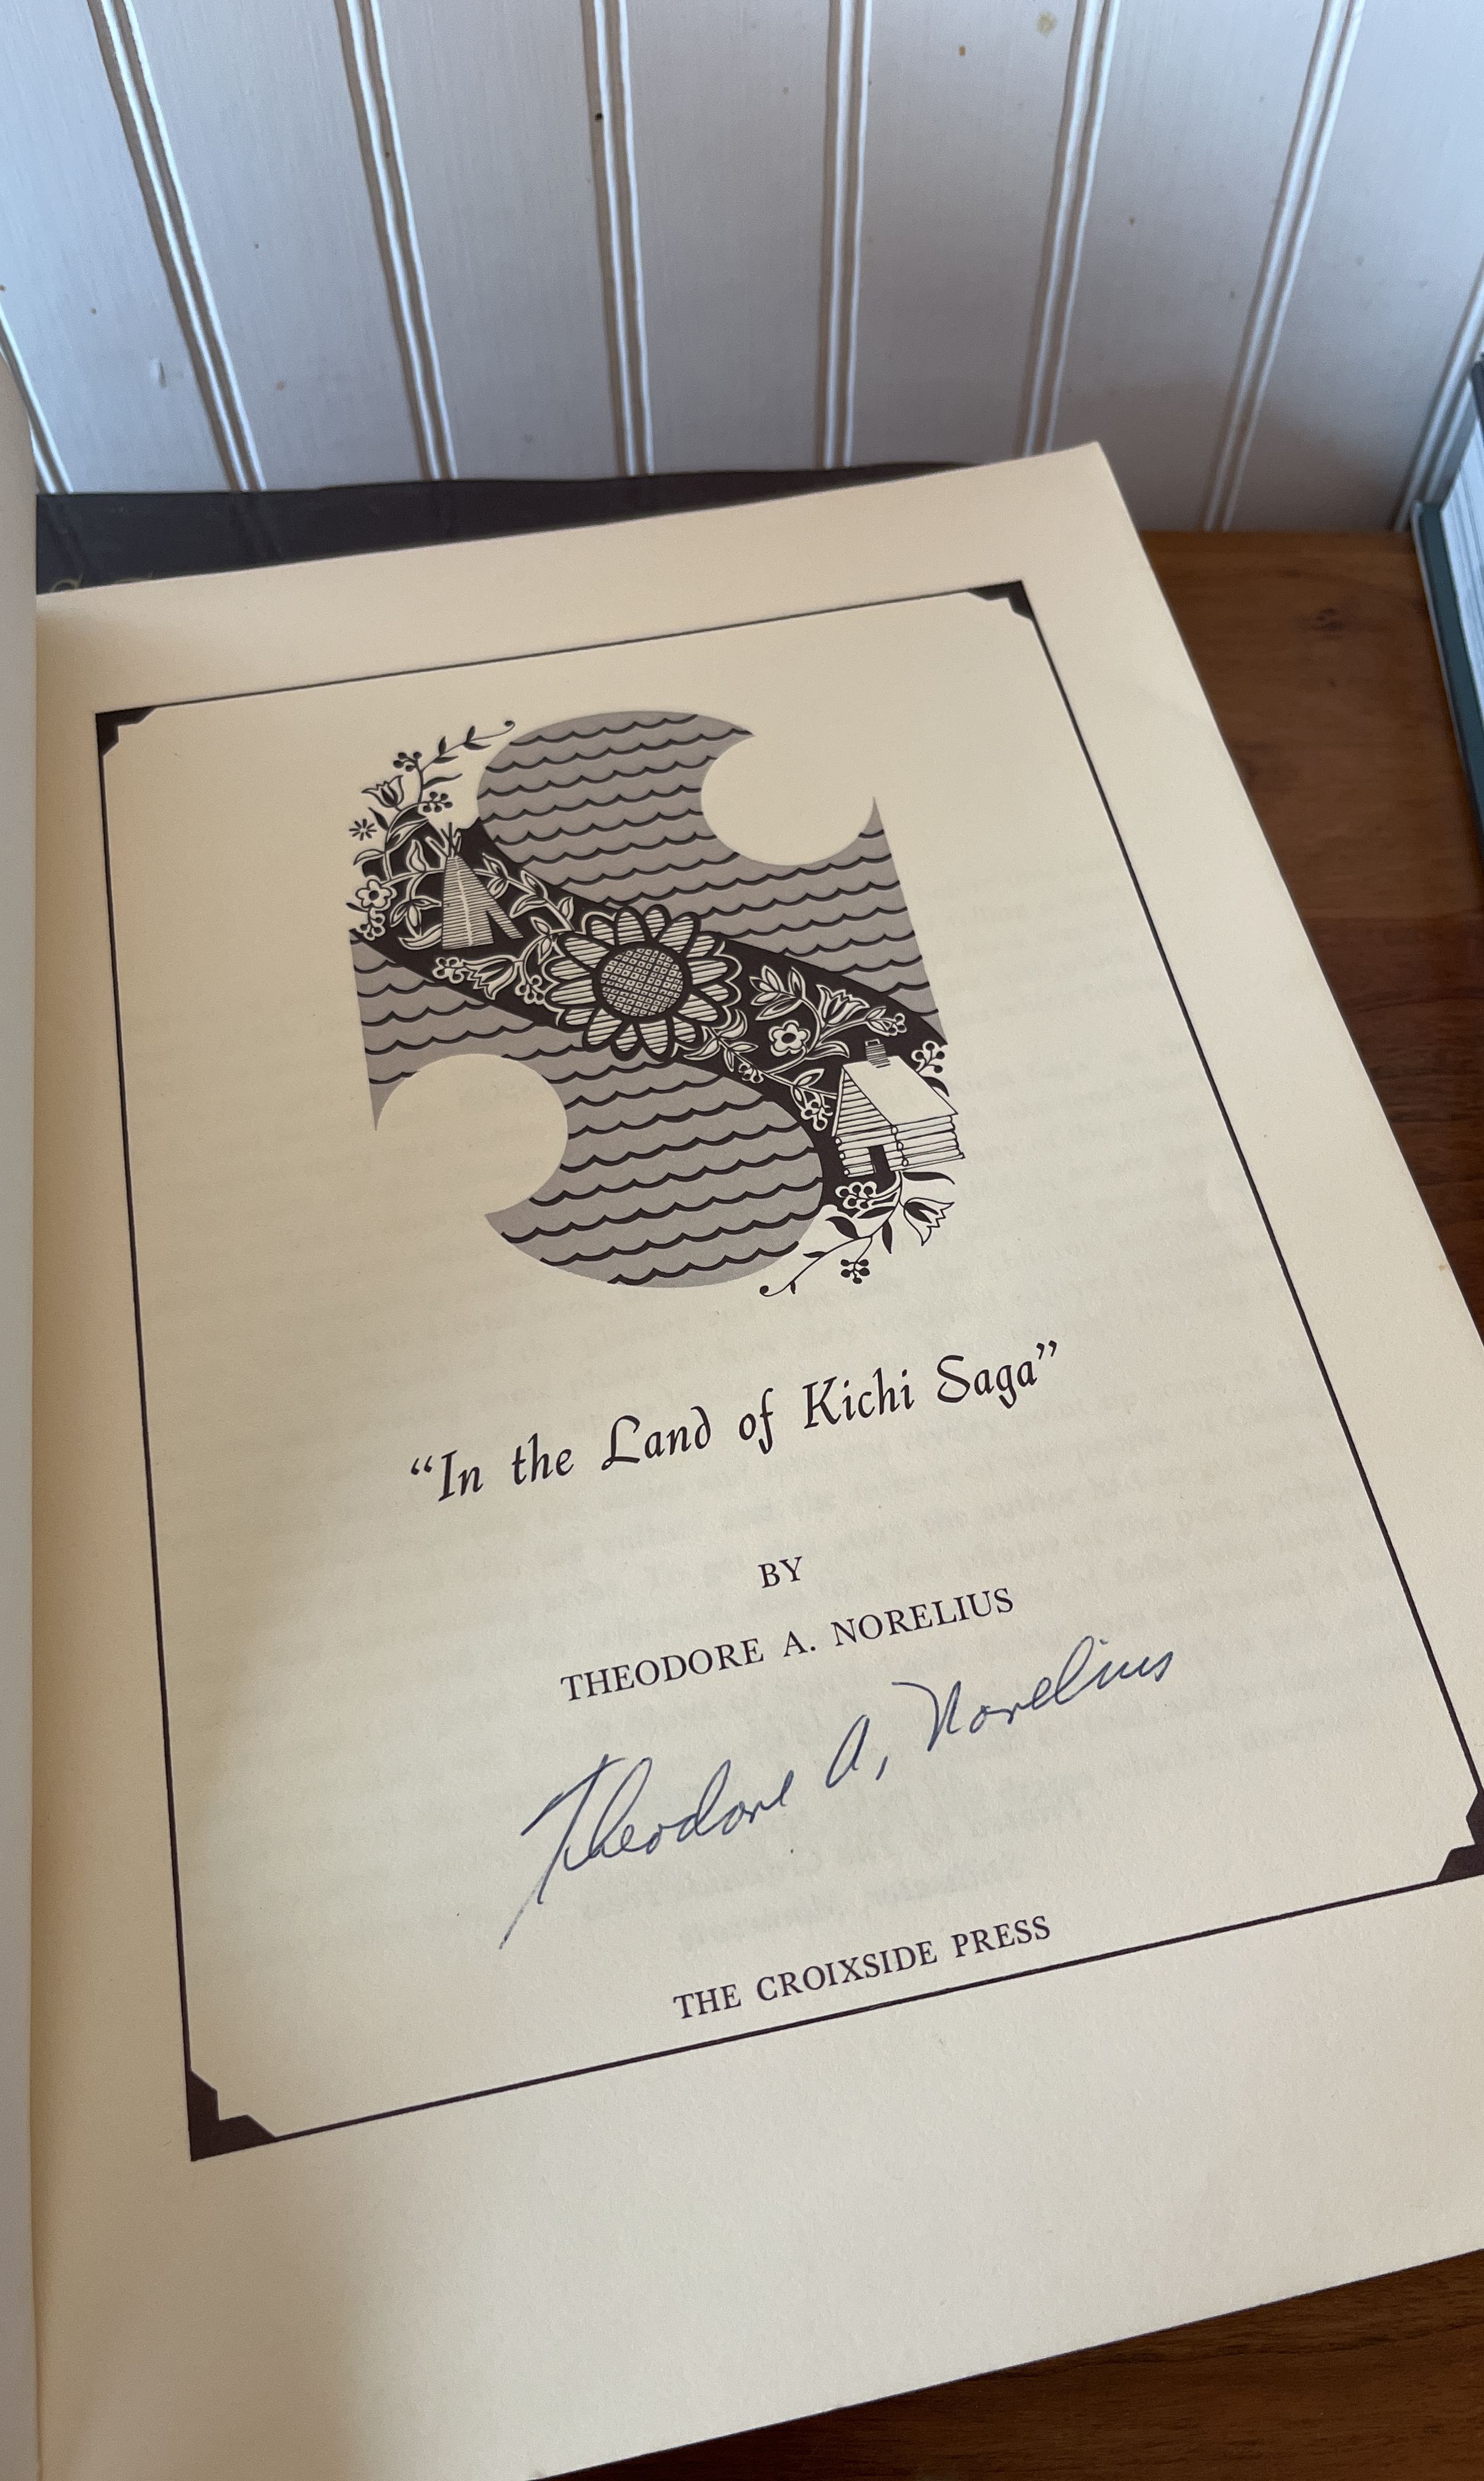 “In the Land of Kichi Saga”
BY
THEODORE A. NORELIUS
Theodore A, Norelius
THE CROIXSIDE PRESS